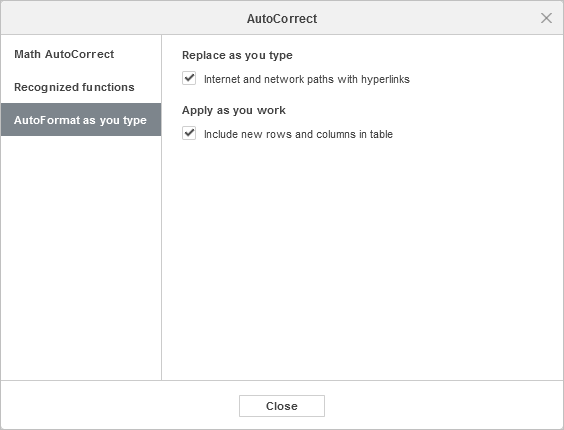 AutoCorrect
Math AutoCorrect
Recognized functions
AutoFormat as you type
Replace as you type
Internet and network paths with hyperlinks
Apply as you work
Include new rows and columns in table
Close